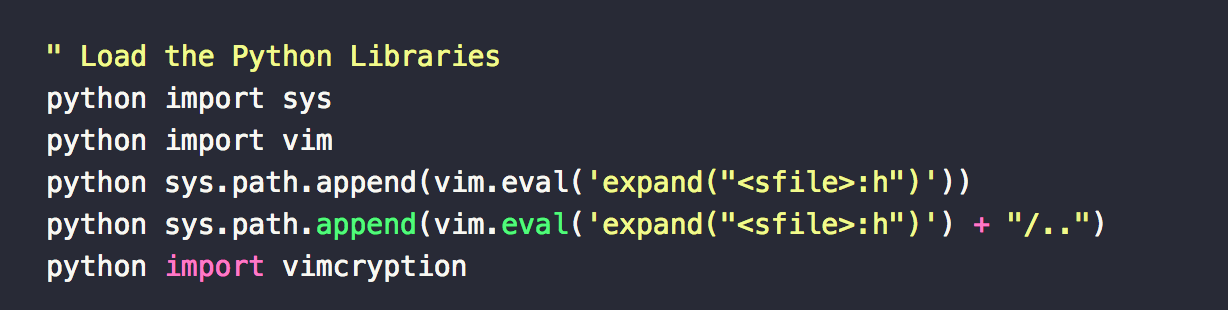 " Load the Python Libraries
python import sys
python import vim
python sys.path.append(vim.eval('expand("<sfile>:h")'))
python sys.path.append(vim.eval('expand("<sfile>:h")') + "/..")
python import vimcryption